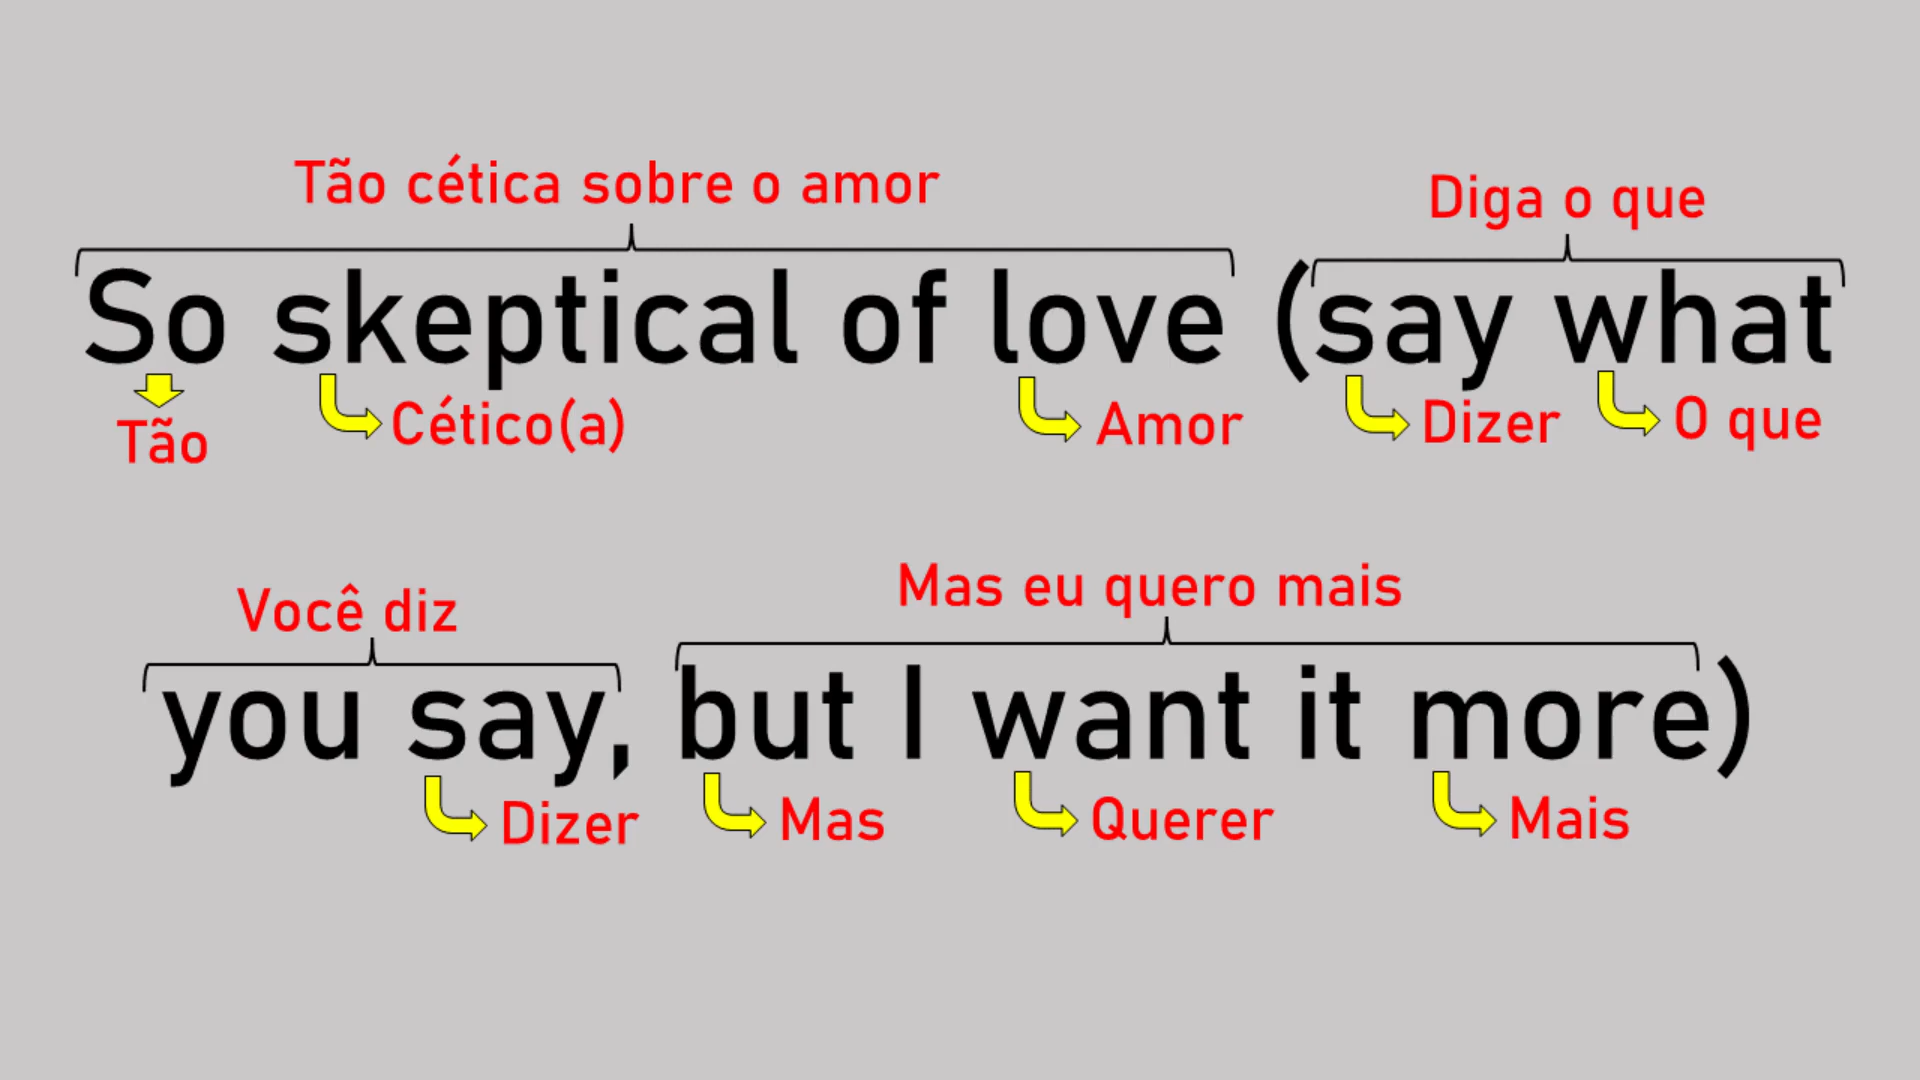 Tão cética sobre o amor
Diga o que
So skeptical of love (say what
Tão
Cético(a)
Amor
Dizer
O que
Você diz
Mas eu quero mais
you say, but I want it more)
Dizer
Mas
Querer
Mais